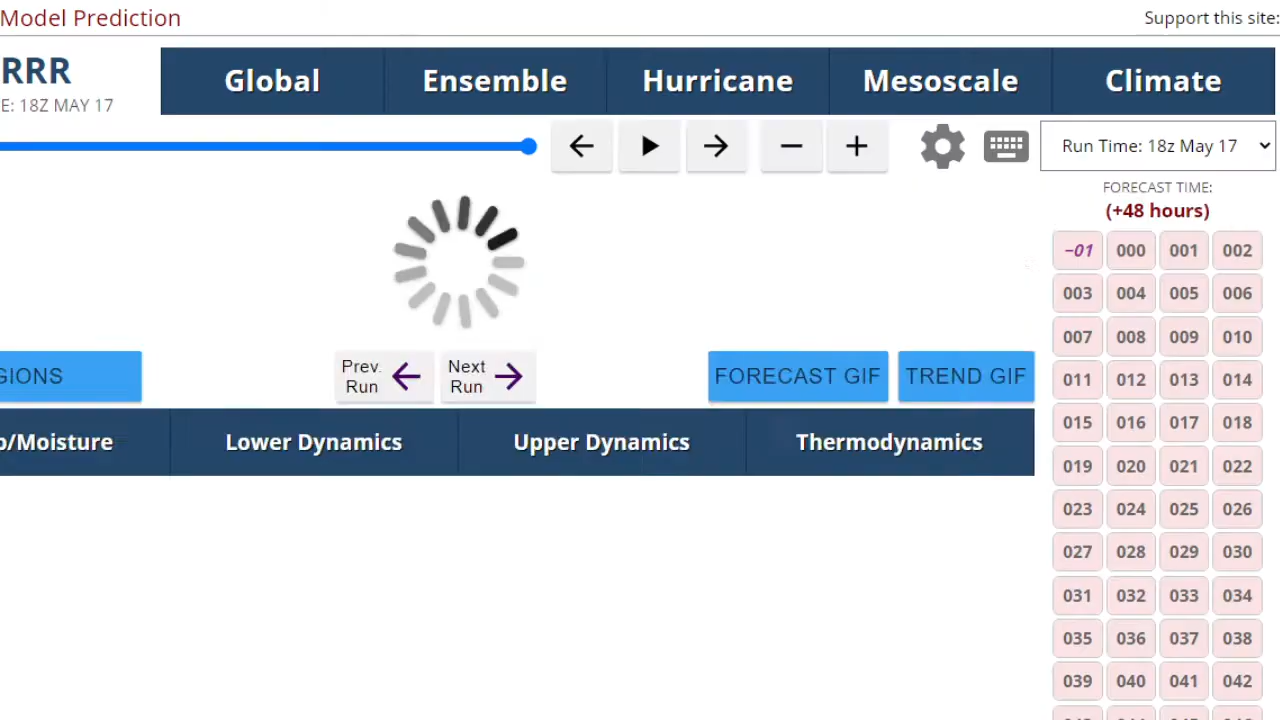 Model Prediction
Support this site:
RRR
E: 18Z MAY 17
Global
Ensemble
Hurricane
Mesoscale
Climate
Run Time: 18z May 17
FORECAST TIME:
(+48 hours)
−01 000 001 002
003 004 005 006
007 008 009 010
011 012 013 014
015 016 017 018
019 020 021 022
023 024 025 026
027 028 029 030
031 032 033 034
035 036 037 038
039 040 041 042
GIONS
Prev. Run
Next Run
FORECAST GIF
TREND GIF
p/Moisture
Lower Dynamics
Upper Dynamics
Thermodynamics